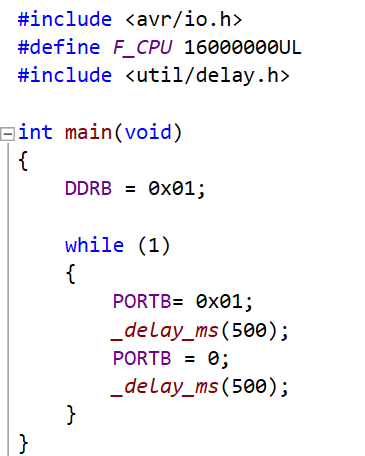 #include <avr/io.h>
#define F_CPU 16000000UL
#include <util/delay.h>

int main(void)
{
    DDRB = 0x01;

    while (1)
    {
        PORTB= 0x01;
        _delay_ms(500);
        PORTB = 0;
        _delay_ms(500);
    }
}